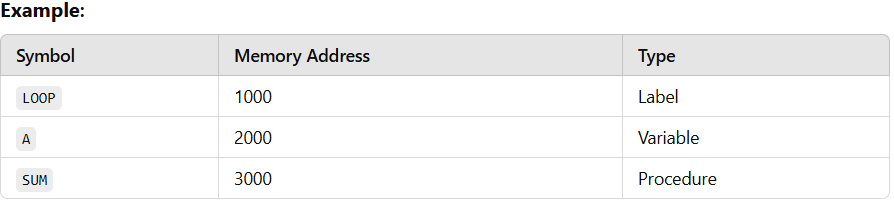 Example:
Symbol Memory Address Type
LOOP 1000 Label
A 2000 Variable
SUM 3000 Procedure